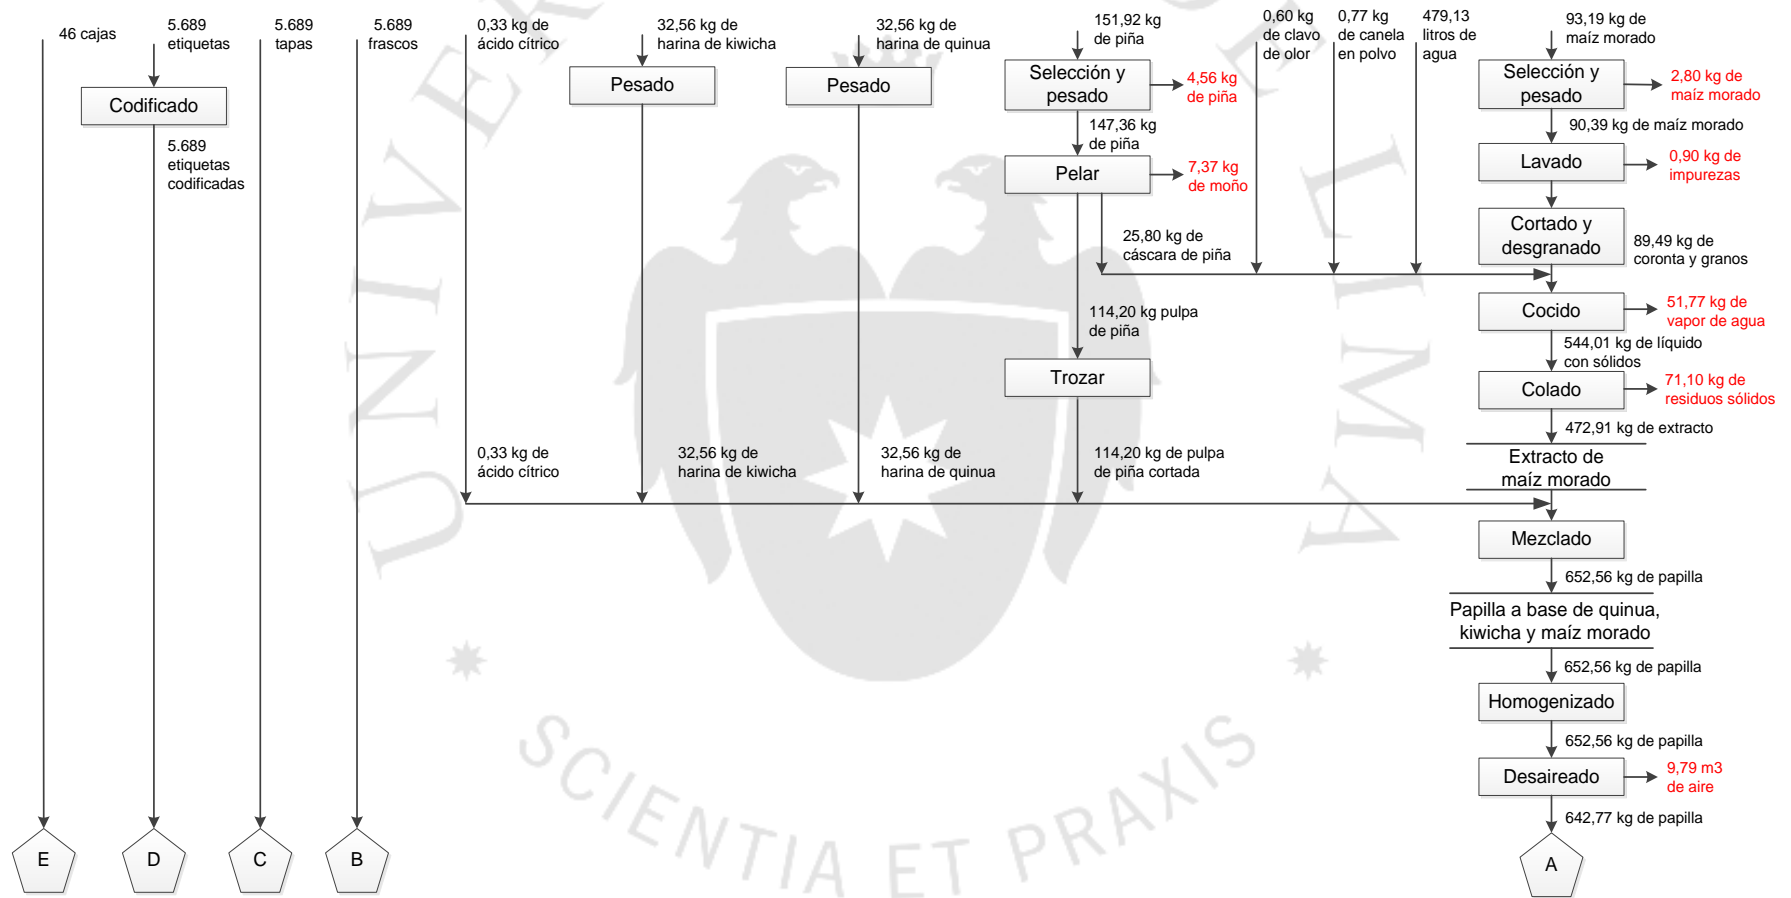 46 cajas
5.689
etiquetas
5.689
tapas
5.689
frascos
0,33 kg de
ácido cítrico
32,56 kg de
harina de kiwicha
32,56 kg de
harina de quinua
151,92 kg
de piña
0,60 kg
de clavo
de olor
0,77 kg
de canela
en polvo
479,13
litros de
agua
93,19 kg de
maíz morado
Codificado
Pesado
Pesado
Selección y
pesado
4,56 kg
de piña
Selección y
pesado
2,80 kg de
maíz morado
5.689
etiquetas
codificadas
147,36 kg
de piña
90,39 kg de maíz morado
Pelar
7,37 kg
de moño
Lavado
0,90 kg de
impurezas
25,80 kg de
cáscara de piña
Cortado y
desgranado
89,49 kg de
coronta y granos
114,20 kg pulpa
de piña
Cocido
51,77 kg de
vapor de agua
544,01 kg de líquido
con sólidos
Trozar
Colado
71,10 kg de
residuos sólidos
472,91 kg de extracto
0,33 kg de
ácido cítrico
32,56 kg de
harina de kiwicha
32,56 kg de
harina de quinua
114,20 kg de pulpa
de piña cortada
Extracto de
maíz morado
Mezclado
652,56 kg de papilla
Papilla a base de quinua,
kiwicha y maíz morado
652,56 kg de papilla
Homogenizado
652,56 kg de papilla
Desaireado
9,79 m3
de aire
642,77 kg de papilla
E
D
C
B
A
SCIENTIA ET PRAXIS